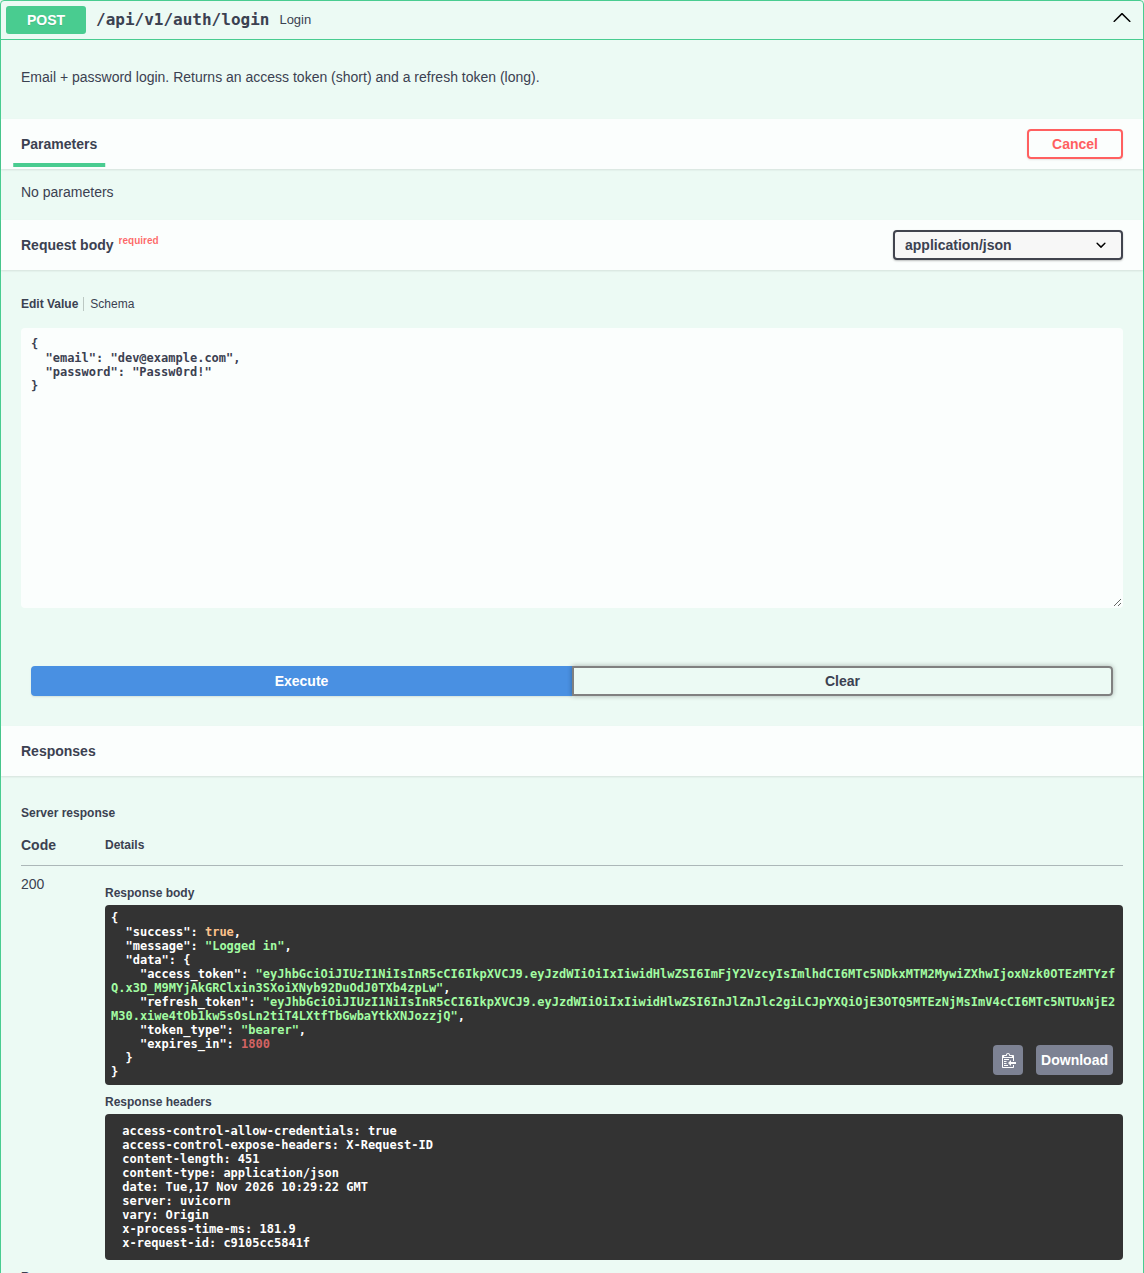 POST /api/v1/auth/login Login
Email + password login. Returns an access token (short) and a refresh token (long).
Parameters
Cancel
No parameters
Request body required
application/json
Edit Value Schema
{
  "email": "dev@example.com",
  "password": "Passw0rd!"
}
Execute
Clear
Responses
Server response
Code Details
200
Response body
{
  "success": true,
  "message": "Logged in",
  "data": {
    "access_token": "eyJhbGciOiJIUzI1NiIsInR5cCI6IkpXVCJ9.eyJzdWIiOiIxIiwidHlwZSI6ImFjY2VzcyIsImlhdCI6MTc5NDkxMTM2MywiZXhwIjoxNzk0OTEzMTYzf
Q.x3D_M9MYjAkGRClxin3SXoiXNyb92DuOdJ0TXb4zpLw",
    "refresh_token": "eyJhbGciOiJIUzI1NiIsInR5cCI6IkpXVCJ9.eyJzdWIiOiIxIiwidHlwZSI6InJlZnJlc2giLCJpYXQiOjE3OTQ5MTEzNjMsImV4cCI6MTc5NTUxNjE2
M30.xiwe4tOb1kw5sOsLn2tiT4LXtfTbGwbaYtkXNJozzjQ",
    "token_type": "bearer",
    "expires_in": 1800
  }
}
Download
Response headers
access-control-allow-credentials: true
access-control-expose-headers: X-Request-ID
content-length: 451
content-type: application/json
date: Tue,17 Nov 2026 10:29:22 GMT
server: uvicorn
vary: Origin
x-process-time-ms: 181.9
x-request-id: c9105cc5841f